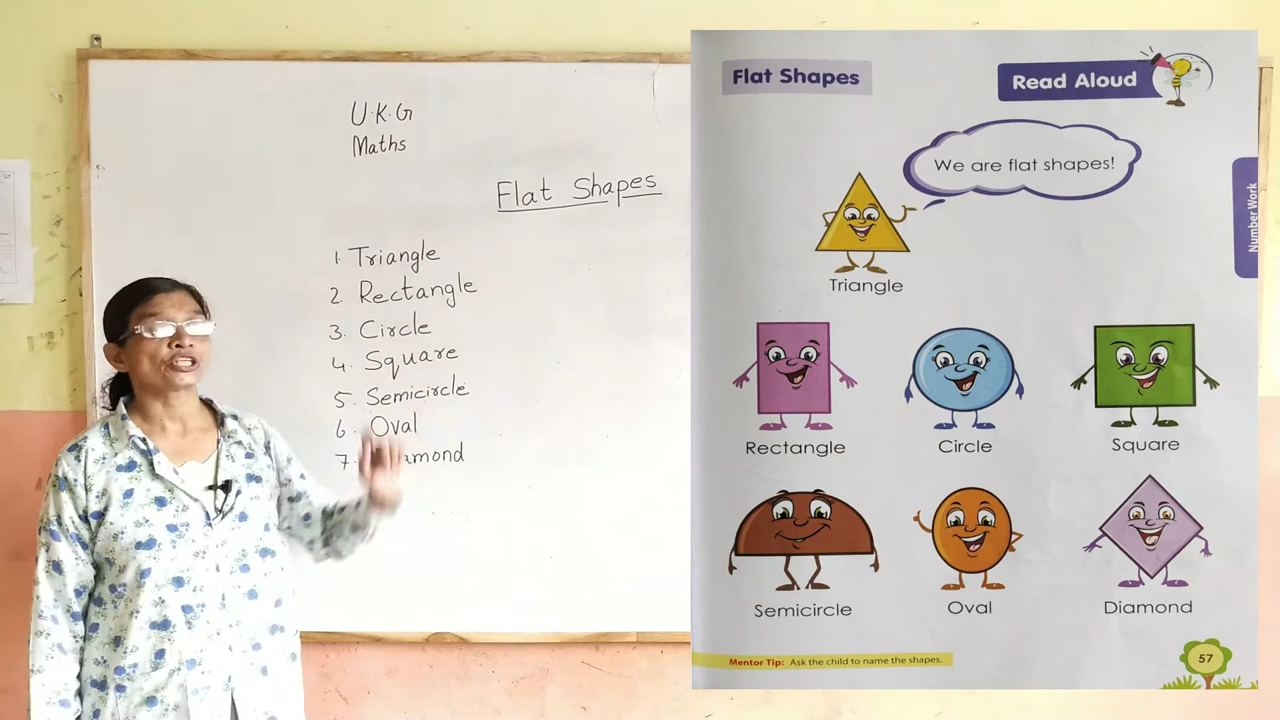 U.K.G
Maths
Flat Shapes
1. Triangle
2. Rectangle
3. Circle
4. Square
5. Semicircle
6. Oval
7. Diamond
Flat Shapes
Read Aloud
We are flat shapes!
Number Work
Triangle
Rectangle
Circle
Square
Semicircle
Oval
Diamond
Mentor Tip: Ask the child to name the shapes.
57